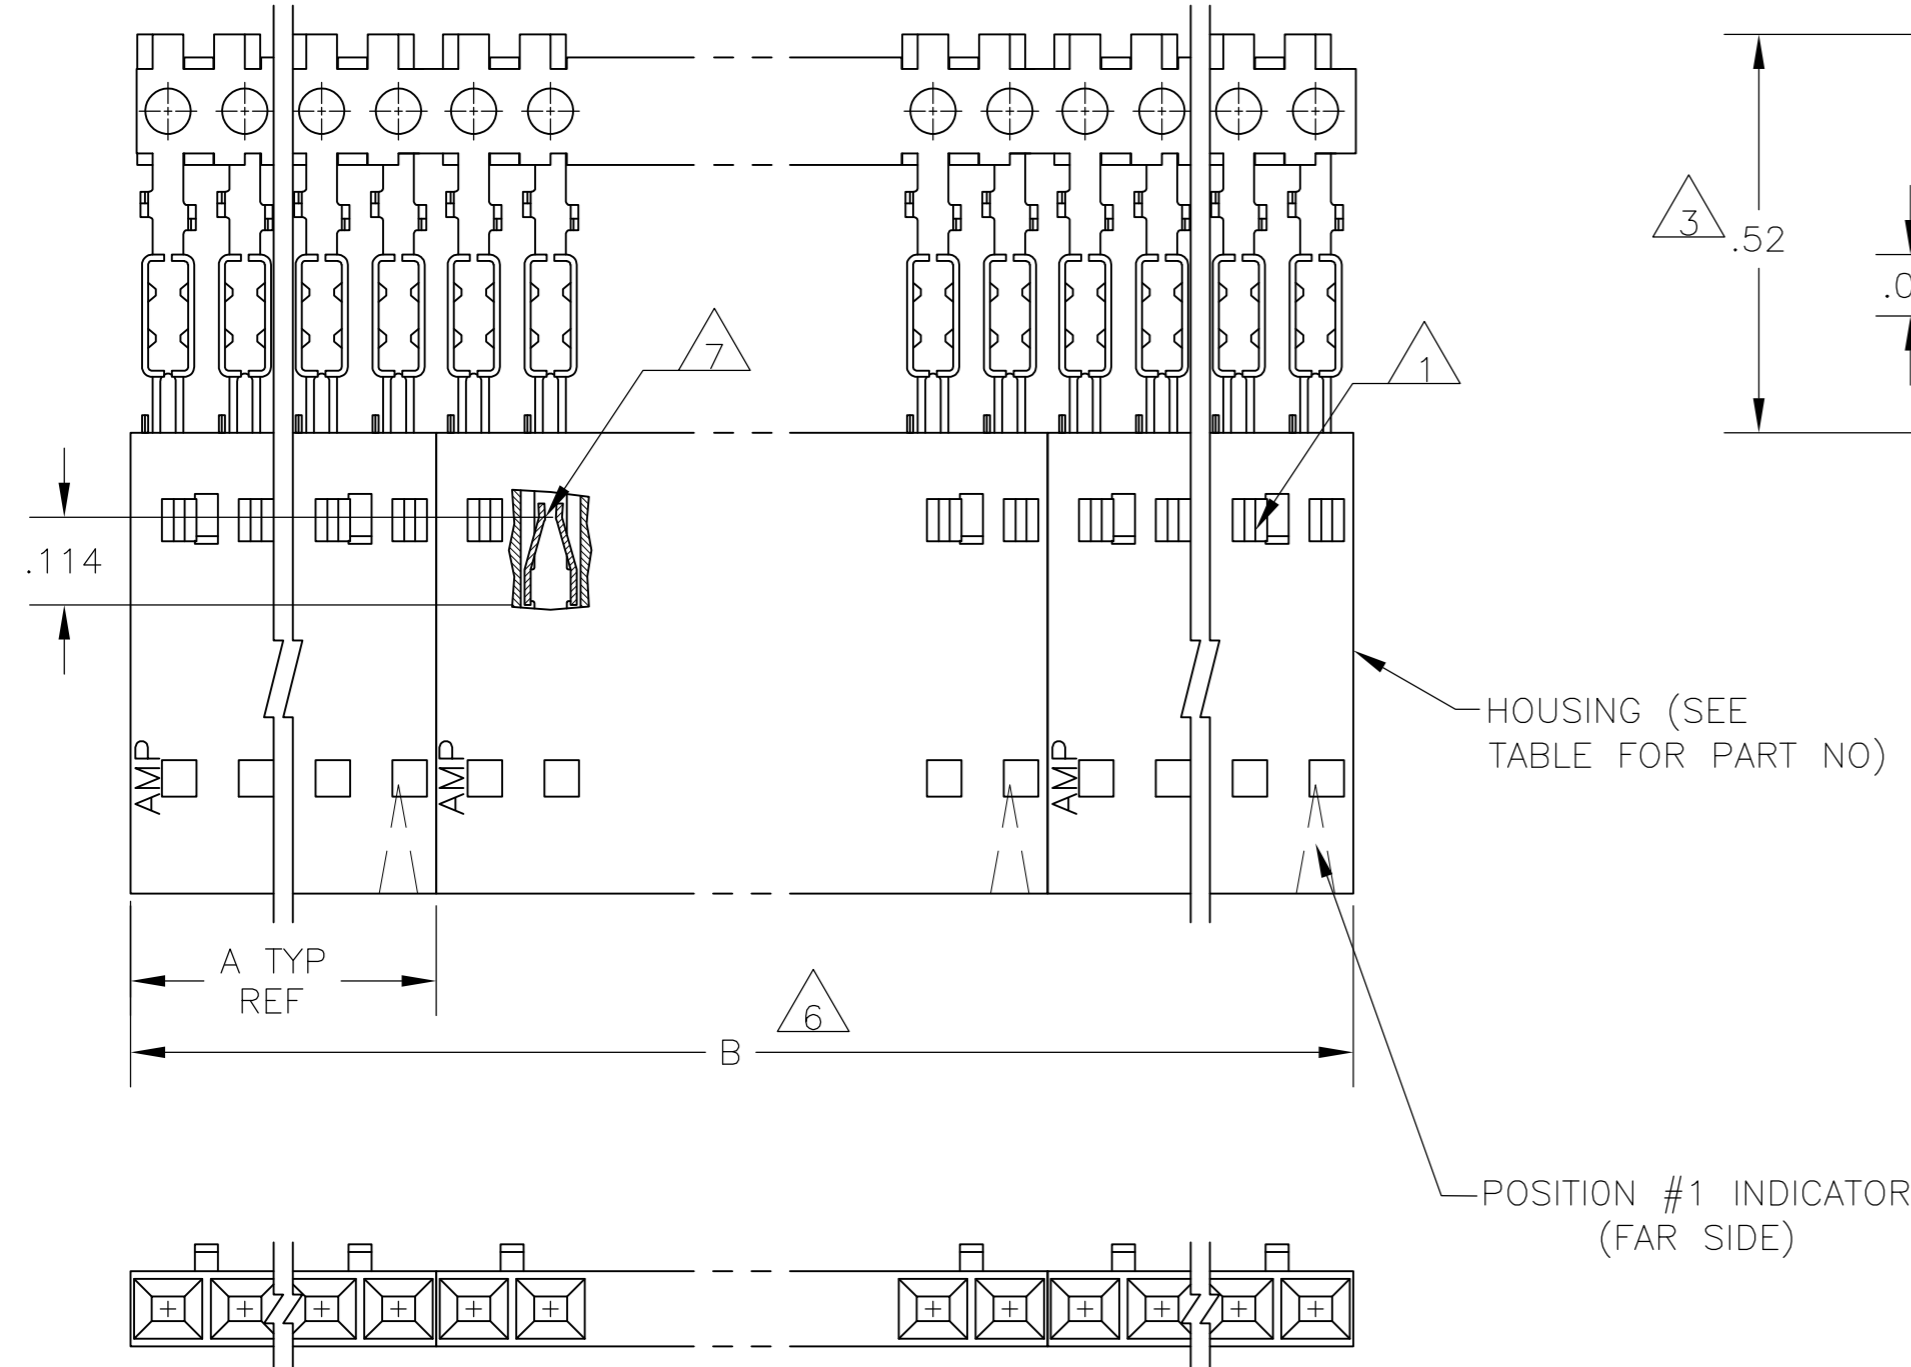 3
.52
.0
7
1
.114
HOUSING (SEE
TABLE FOR PART NO)
AMP
AMP
AMP
A TYP
REF
6
B
POSITION #1 INDICATOR
(FAR SIDE)